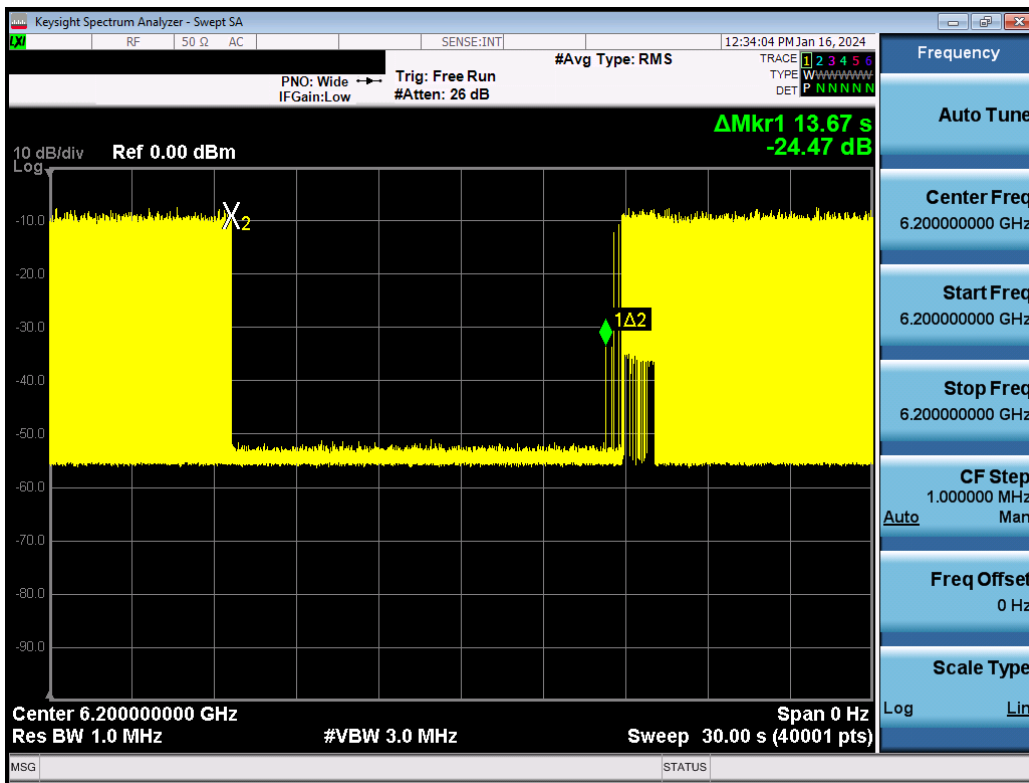 Keysight Spectrum Analyzer - Swept SA
LXI RF 50 Ω AC SENSE:INT 12:34:04 PM Jan 16, 2024
PNO: Wide
IFGain:Low
Trig: Free Run
#Atten: 26 dB
#Avg Type: RMS
TRACE 1 2 3 4 5 6
TYPE W
DET P N N N N N
ΔMkr1 13.67 s
-24.47 dB
10 dB/div Ref 0.00 dBm
Log
-10.0
-20.0
-30.0
-40.0
-50.0
-60.0
-70.0
-80.0
-90.0
X2
1Δ2
Center 6.200000000 GHz Span 0 Hz
Res BW 1.0 MHz #VBW 3.0 MHz Sweep 30.00 s (40001 pts)
MSG STATUS
Frequency
Auto Tune
Center Freq
6.200000000 GHz
Start Freq
6.200000000 GHz
Stop Freq
6.200000000 GHz
CF Step
1.000000 MHz
Auto Man
Freq Offset
0 Hz
Scale Type
Log Lin